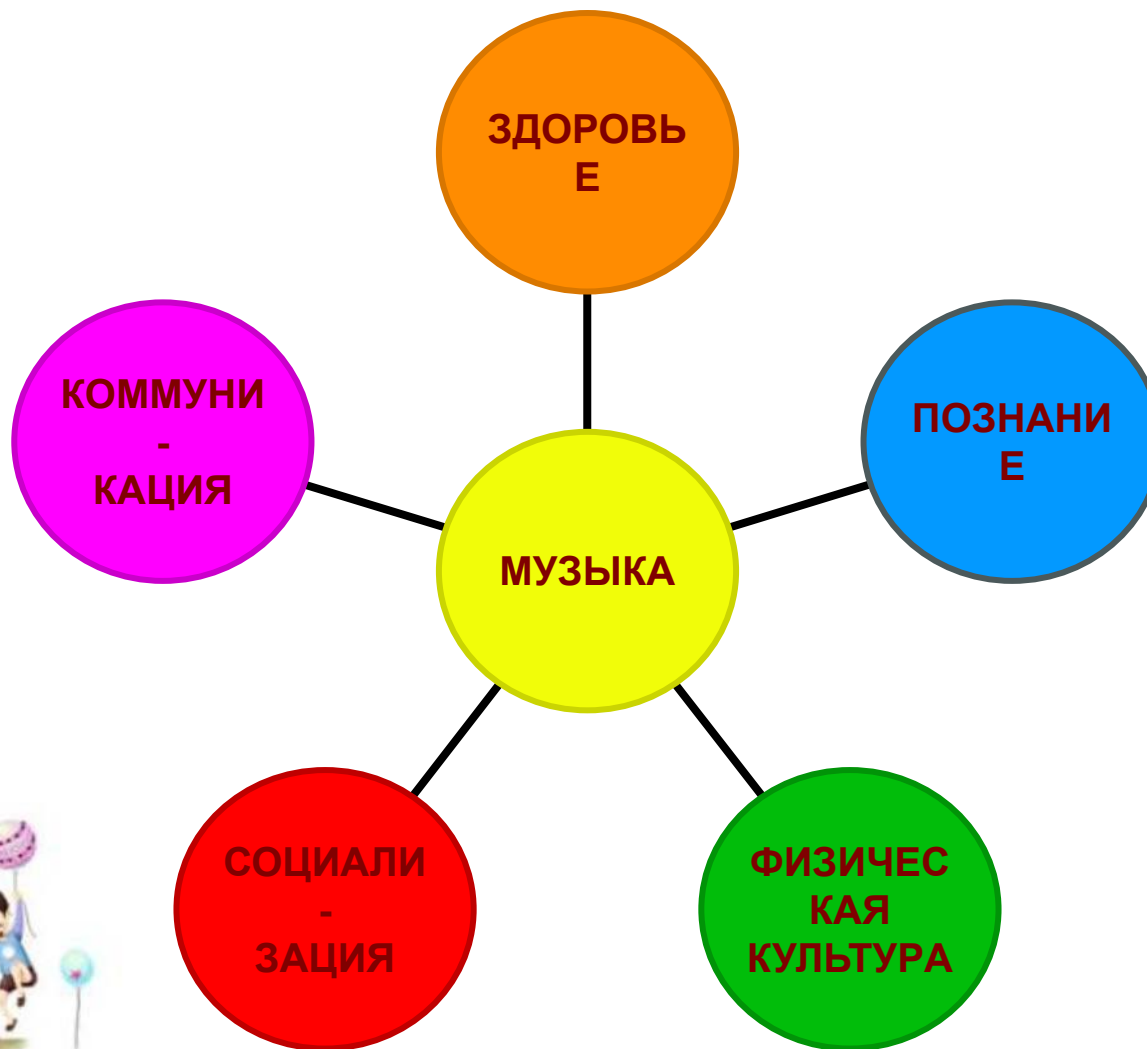 ЗДОРОВЬ
Е
КОММУНИ
-
КАЦИЯ
ПОЗНАНИ
Е
МУЗЫКА
СОЦИАЛИ
-
ЗАЦИЯ
ФИЗИЧЕС
КАЯ
КУЛЬТУРА